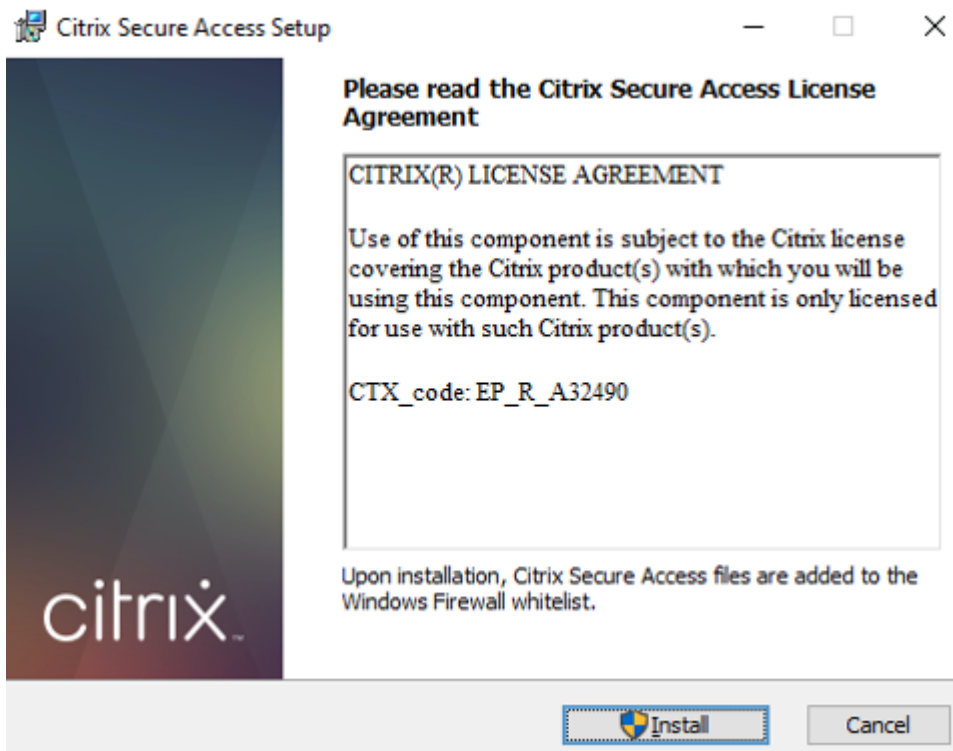 Citrix Secure Access Setup
Please read the Citrix Secure Access License
Agreement
CITRIX(R) LICENSE AGREEMENT
Use of this component is subject to the Citrix license
covering the Citrix product(s) with which you will be
using this component. This component is only licensed
for use with such Citrix product(s).
CTX_code: EP_R_A32490
Upon installation, Citrix Secure Access files are added to the
Windows Firewall whitelist.
citrix™
Install
Cancel